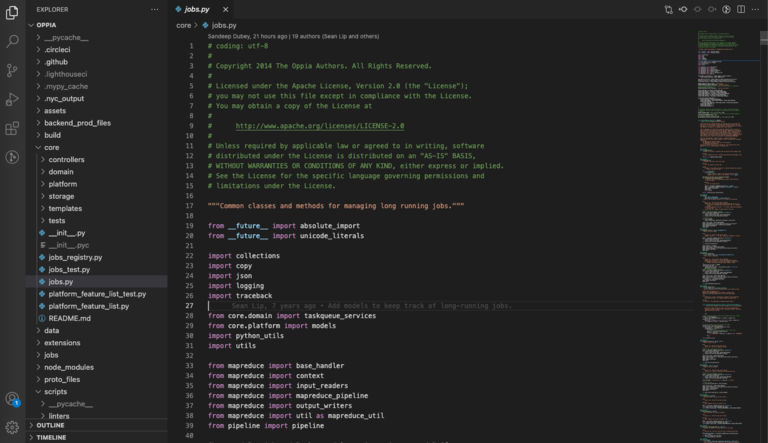 EXPLORER
OPPIA
__pycache__
.circleci
.github
.lighthouseci
.mypy_cache
.nyc_output
assets
backend_prod_files
build
core
controllers
domain
platform
storage
templates
tests
__init__.py
__init__.pyc
jobs_registry.py
jobs_test.py
jobs.py
platform_feature_list_test.py
platform_feature_list.py
README.md
data
extensions
jobs
node_modules
proto_files
scripts
__pycache__
linters
OUTLINE
TIMELINE
1
jobs.py
core > jobs.py
Sandeep Dubey, 21 hours ago | 19 authors (Sean Lip and others)
1 # coding: utf-8
2 #
3 # Copyright 2014 The Oppia Authors. All Rights Reserved.
4 #
5 # Licensed under the Apache License, Version 2.0 (the "License");
6 # you may not use this file except in compliance with the License.
7 # You may obtain a copy of the License at
8 #
9 #      http://www.apache.org/licenses/LICENSE-2.0
10 #
11 # Unless required by applicable law or agreed to in writing, software
12 # distributed under the License is distributed on an "AS-IS" BASIS,
13 # WITHOUT WARRANTIES OR CONDITIONS OF ANY KIND, either express or implied.
14 # See the License for the specific language governing permissions and
15 # limitations under the License.
16
17 """Common classes and methods for managing long running jobs."""
18
19 from __future__ import absolute_import
20 from __future__ import unicode_literals
21
22 import collections
23 import copy
24 import json
25 import logging
26 import traceback
27 Sean Lip, 7 years ago • Add models to keep track of long-running jobs.
28 from core.domain import taskqueue_services
29 from core.platform import models
30 import python_utils
31 import utils
32
33 from mapreduce import base_handler
34 from mapreduce import context
35 from mapreduce import input_readers
36 from mapreduce import mapreduce_pipeline
37 from mapreduce import output_writers
38 from mapreduce import util as mapreduce_util
39 from pipeline import pipeline
40